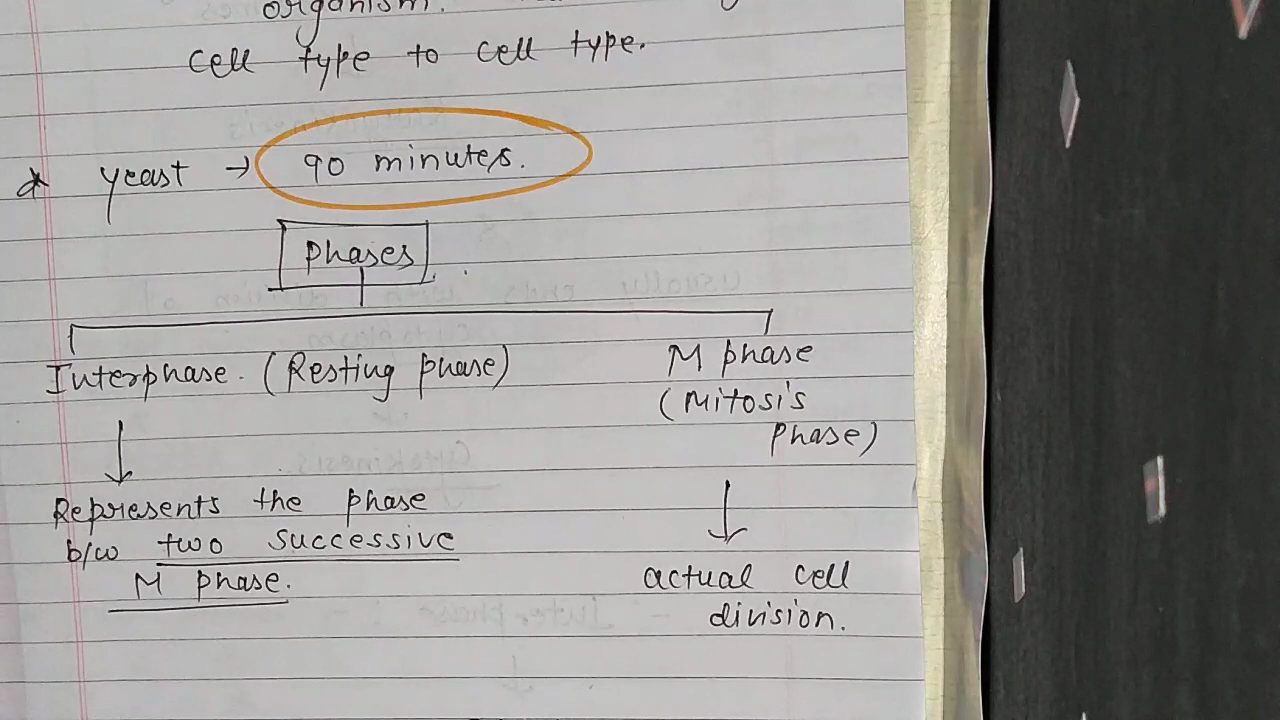 organism.
cell type to cell type.
* yeast → 90 minutes.
Phases
Interphase. (Resting phase)
M phase
(Mitosis
Phase)
↓
Represents the phase
b/w two successive
M phase.
↓
actual cell
division.